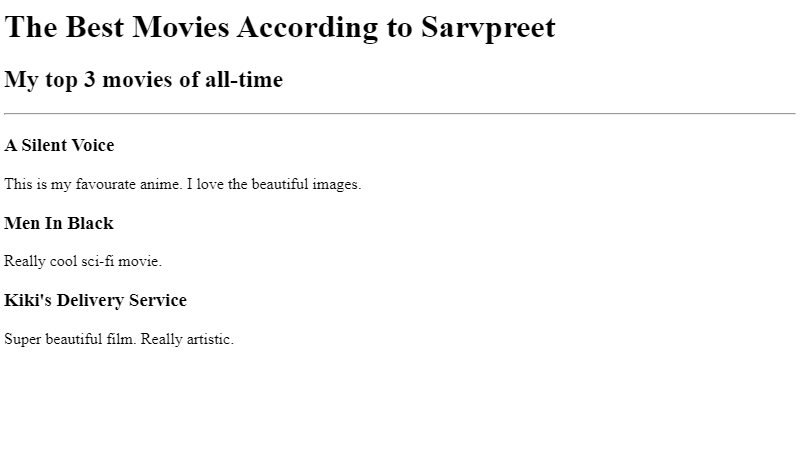 The Best Movies According to Sarvpreet
My top 3 movies of all-time
A Silent Voice
This is my favourate anime. I love the beautiful images.
Men In Black
Really cool sci-fi movie.
Kiki's Delivery Service
Super beautiful film. Really artistic.